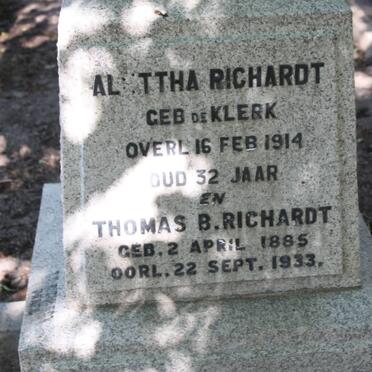 RICHARDT
GEB DE KLERK
OVERL 16 FEB 1914
OUD 32 JAAR
EN
THOMAS B. RICHARDT
GEB. 2 APRIL 1885
OORL. 22 SEPT. 1933.